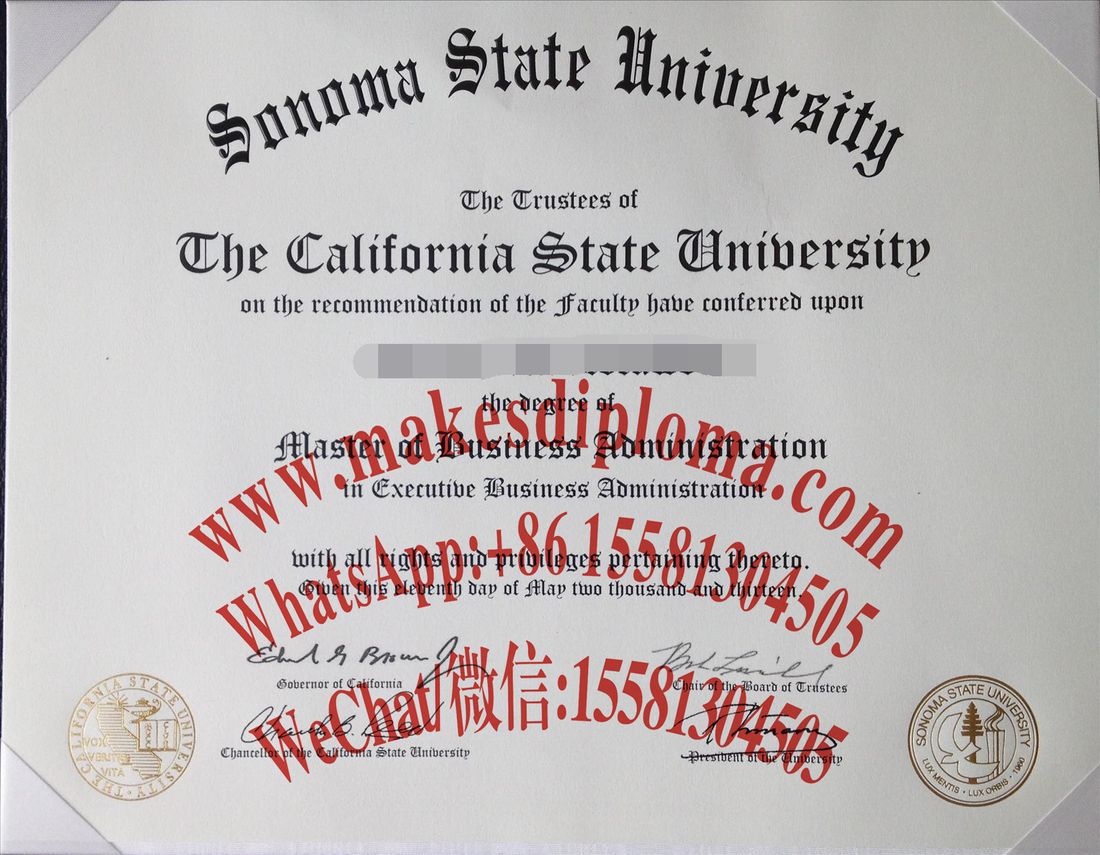 Sonoma State University
The Trustees of
The California State University
on the recommendation of the Faculty have conferred upon
the degree of
www.makesdiploma.com
Master of Business Administration
in Executive Business Administration
WhatsApp:+86 15581304505
with all rights and privileges pertaining thereto.
Given this eleventh day of May two thousand and thirteen.
Governor of California
Chair of the Board of Trustees
WeChat/微信:15581304505
Chancellor of the California State University
President of the University
THE CALIFORNIA STATE UNIVERSITY
VOX VERITAS VITA
SONOMA STATE UNIVERSITY
LUX MENTIS · LUX ORBIS · 1960